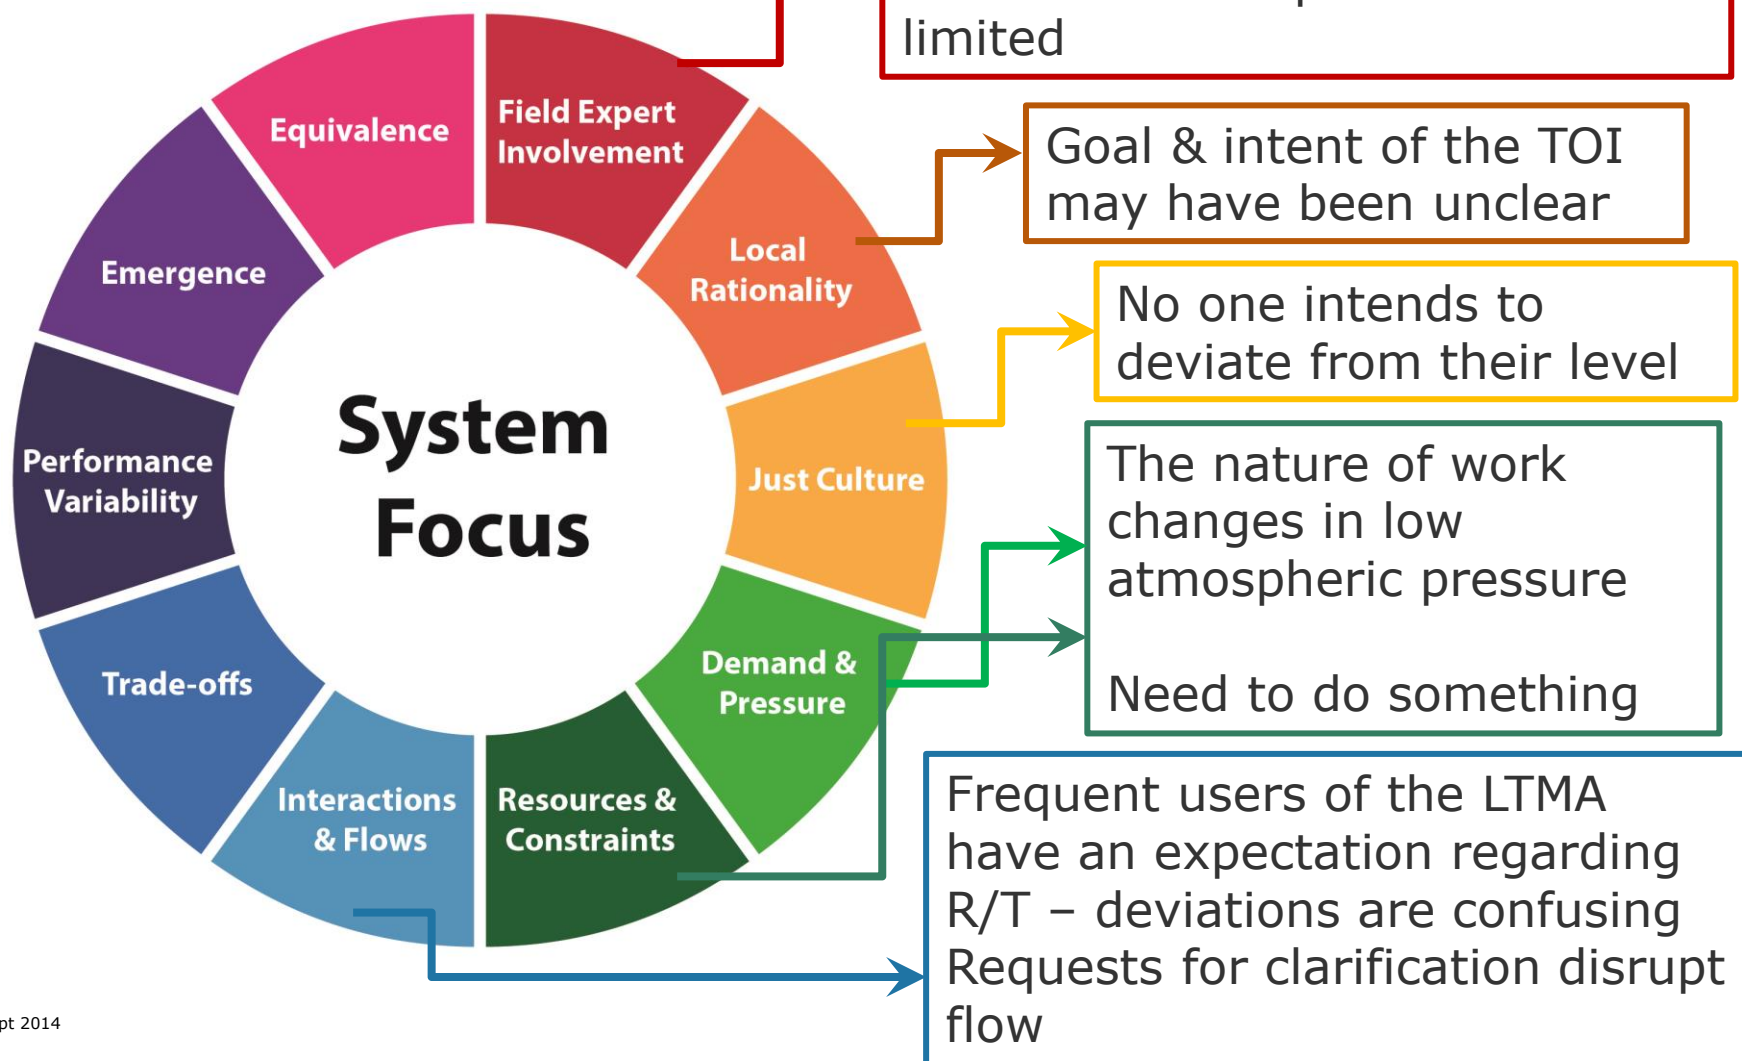 limited
Equivalence
Field Expert
Involvement
Goal & intent of the TOI
may have been unclear
Local
Rationality
Emergence
No one intends to
deviate from their level
System
Focus
Performance
Variability
Just Culture
The nature of work
changes in low
atmospheric pressure
Need to do something
Demand &
Pressure
Trade-offs
Interactions
& Flows
Resources &
Constraints
Frequent users of the LTMA
have an expectation regarding
R/T – deviations are confusing
Requests for clarification disrupt
flow
pt 2014